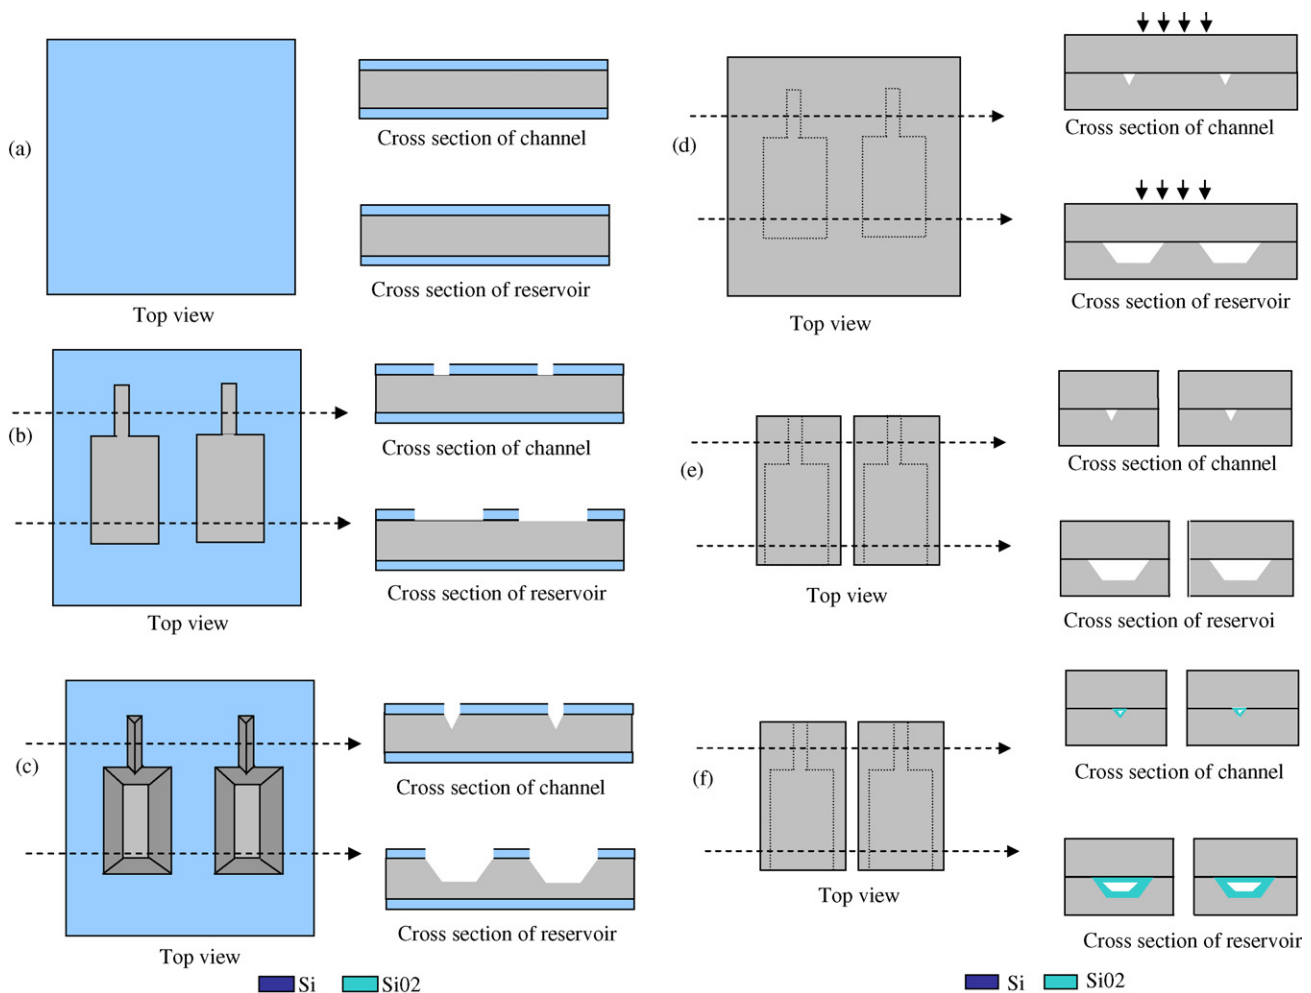 (a)
Top view
Cross section of channel
Cross section of reservoir
(b)
Top view
Cross section of channel
Cross section of reservoir
(c)
Top view
Cross section of channel
Cross section of reservoir
Si
Si02
(d)
Top view
Cross section of channel
Cross section of reservoir
(e)
Top view
Cross section of channel
Cross section of reservoi
(f)
Top view
Cross section of channel
Cross section of reservoir
Si
Si02